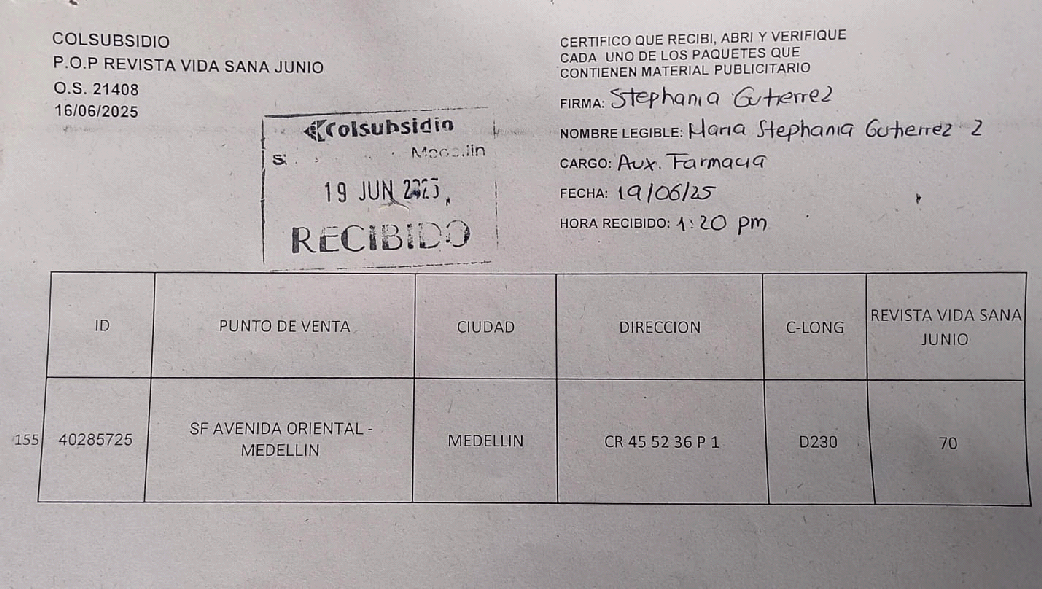 COLSUBSIDIO
P.O.P REVISTA VIDA SANA JUNIO
O.S. 21408
16/06/2025
CERTIFICO QUE RECIBI, ABRI Y VERIFIQUE
CADA UNO DE LOS PAQUETES QUE
CONTIENEN MATERIAL PUBLICITARIO
FIRMA: Stephania Gutierrez
NOMBRE LEGIBLE: Maria Stephania Gutierrez Z
CARGO: Aux. Farmacia
FECHA: 19/06/25
HORA RECIBIDO: 1:20 pm
Colsubsidio
Medellin
19 JUN 2025
RECIBIDO
ID PUNTO DE VENTA CIUDAD DIRECCION C-LONG REVISTA VIDA SANA JUNIO
155 40285725 SF AVENIDA ORIENTAL - MEDELLIN MEDELLIN CR 45 52 36 P 1 D230 70